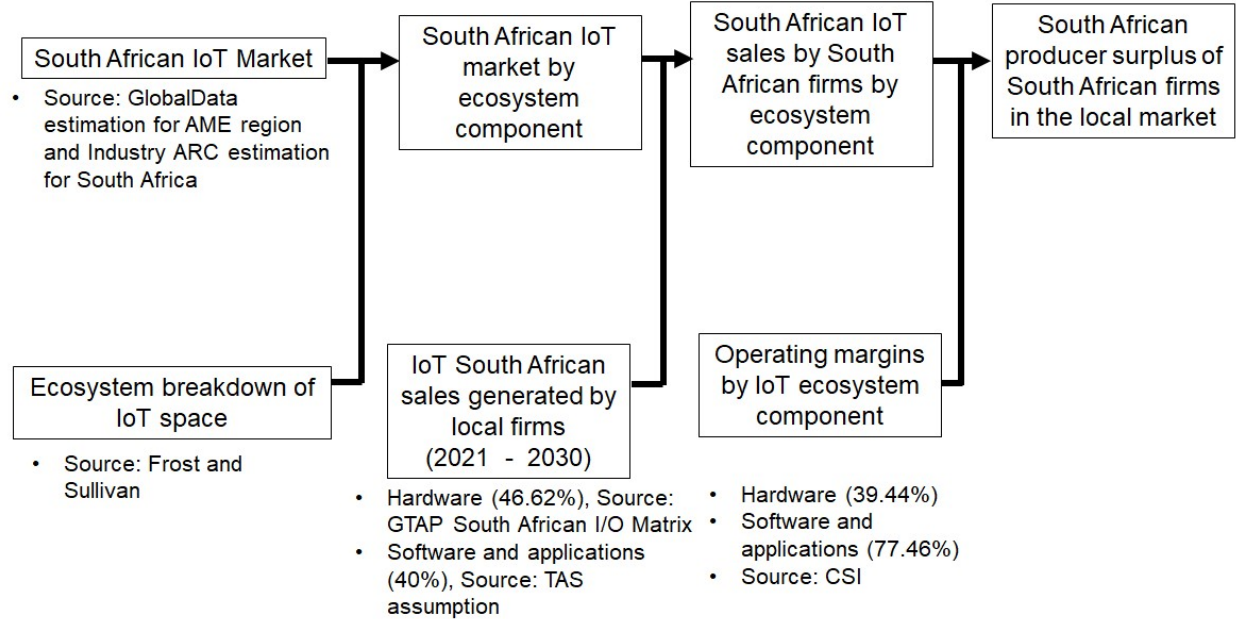 South African IoT Market
• Source: GlobalData
estimation for AME region
and Industry ARC estimation
for South Africa
South African IoT
market by
ecosystem
component
South African IoT
sales by South
African firms by
ecosystem
component
South African
producer surplus of
South African firms
in the local market
Ecosystem breakdown of
IoT space
• Source: Frost and
Sullivan
IoT South African
sales generated by
local firms
(2021 - 2030)
• Hardware (46.62%), Source:
GTAP South African I/O Matrix
• Software and applications
(40%), Source: TAS
assumption
Operating margins
by IoT ecosystem
component
• Hardware (39.44%)
• Software and
applications (77.46%)
• Source: CSI